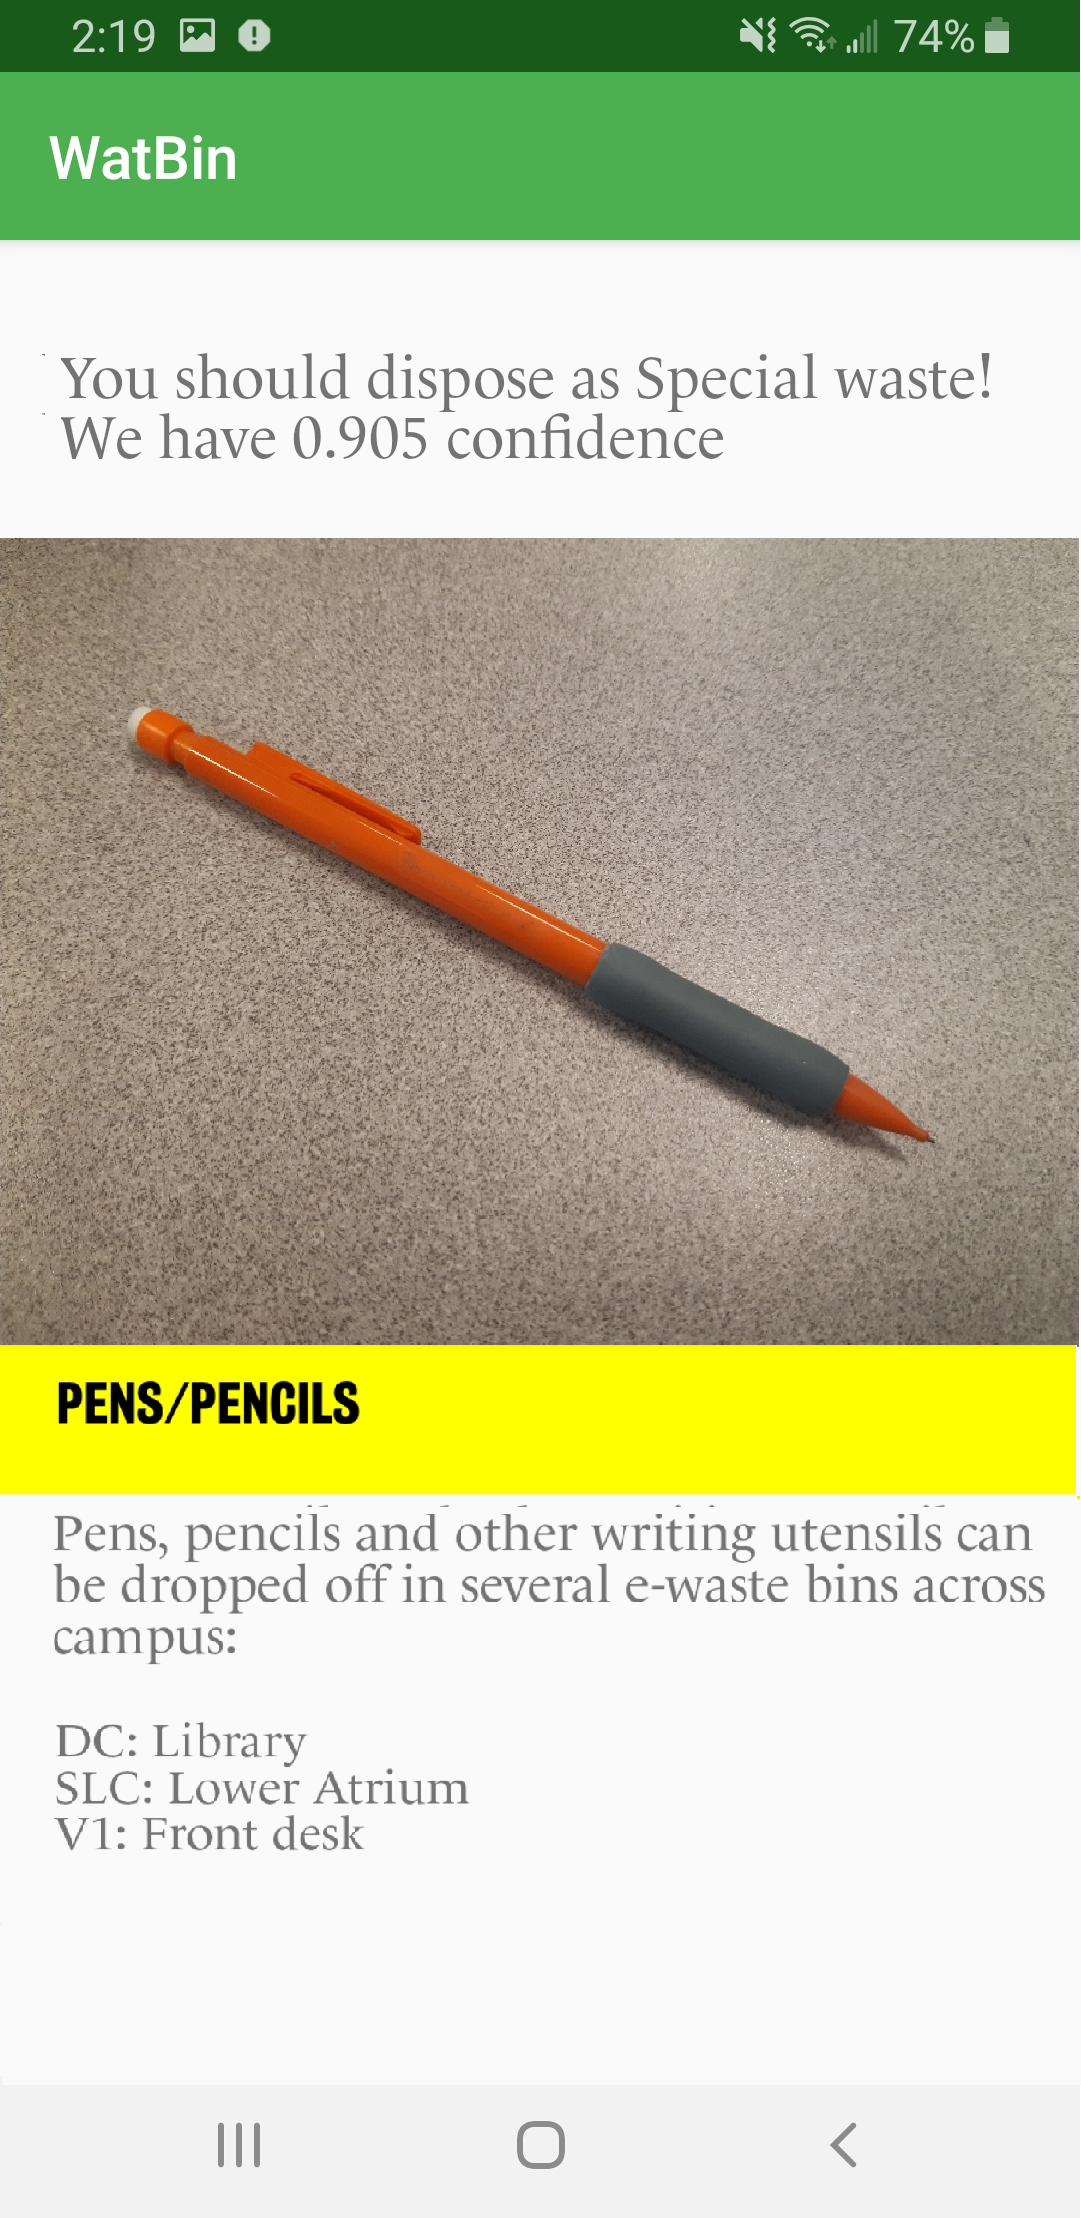 2:19 74%
WatBin
You should dispose as Special waste!
We have 0.905 confidence
PENS/PENCILS
Pens, pencils and other writing utensils can
be dropped off in several e-waste bins across
campus:
DC: Library
SLC: Lower Atrium
V1: Front desk